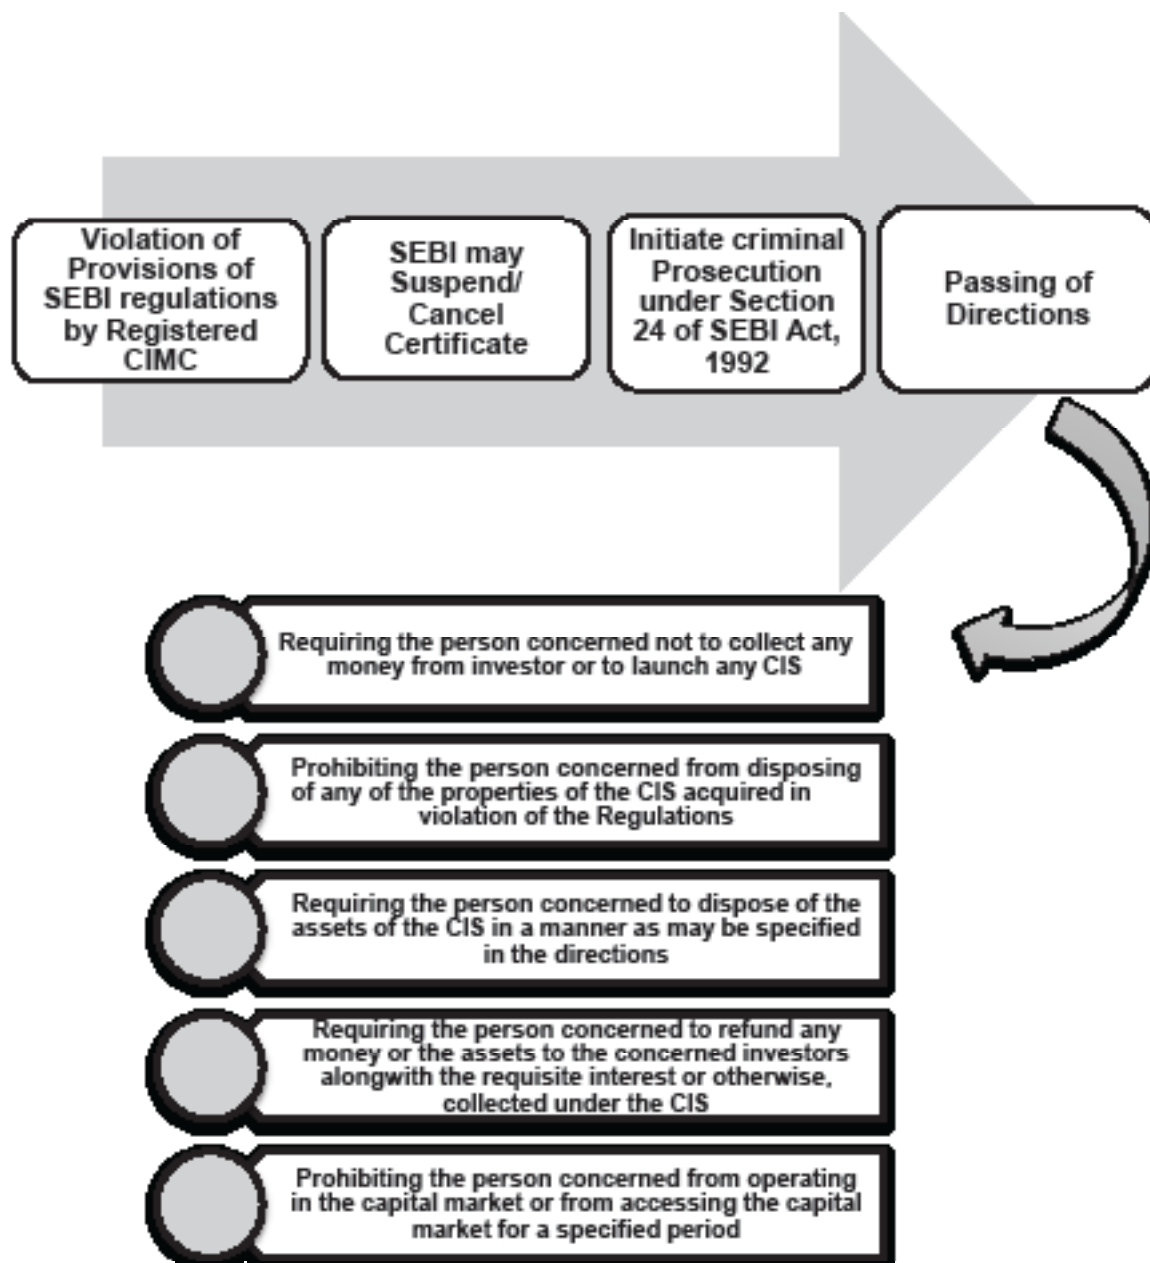 Violation of
Provisions of
SEBI regulations
by Registered
CIMC
SEBI may
Suspend/
Cancel
Certificate
Initiate criminal
Prosecution
under Section
24 of SEBI Act,
1992
Passing of
Directions
Requiring the person concerned not to collect any
money from investor or to launch any CIS
Prohibiting the person concerned from disposing
of any of the properties of the CIS acquired in
violation of the Regulations
Requiring the person concerned to dispose of the
assets of the CIS in a manner as may be specified
in the directions
Requiring the person concerned to refund any
money or the assets to the concerned investors
alongwith the requisite interest or otherwise,
collected under the CIS
Prohibiting the person concerned from operating
in the capital market or from accessing the capital
market for a specified period